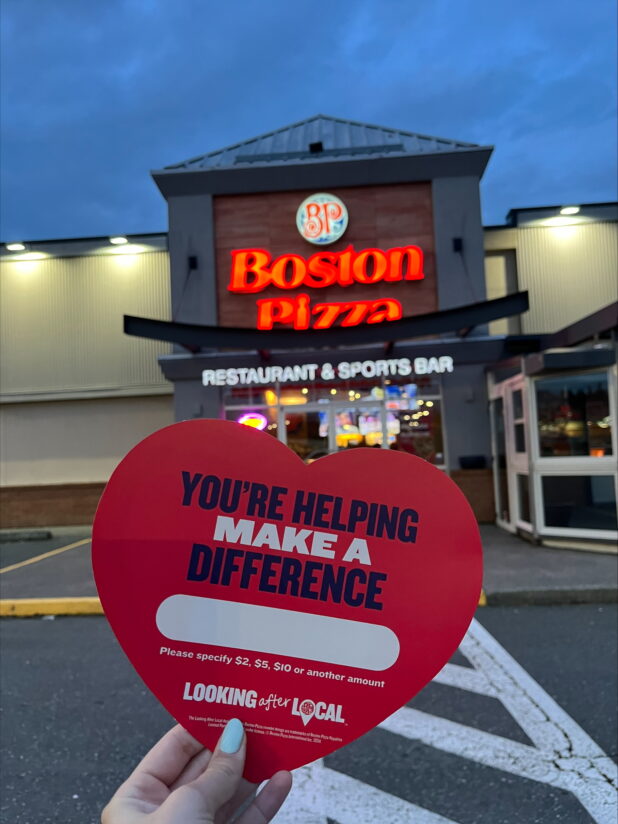 BP
Boston
Pizza
RESTAURANT & SPORTS BAR
YOU'RE HELPING
MAKE A
DIFFERENCE
Please specify $2, $5, $10 or another amount
LOOKING after LOCAL